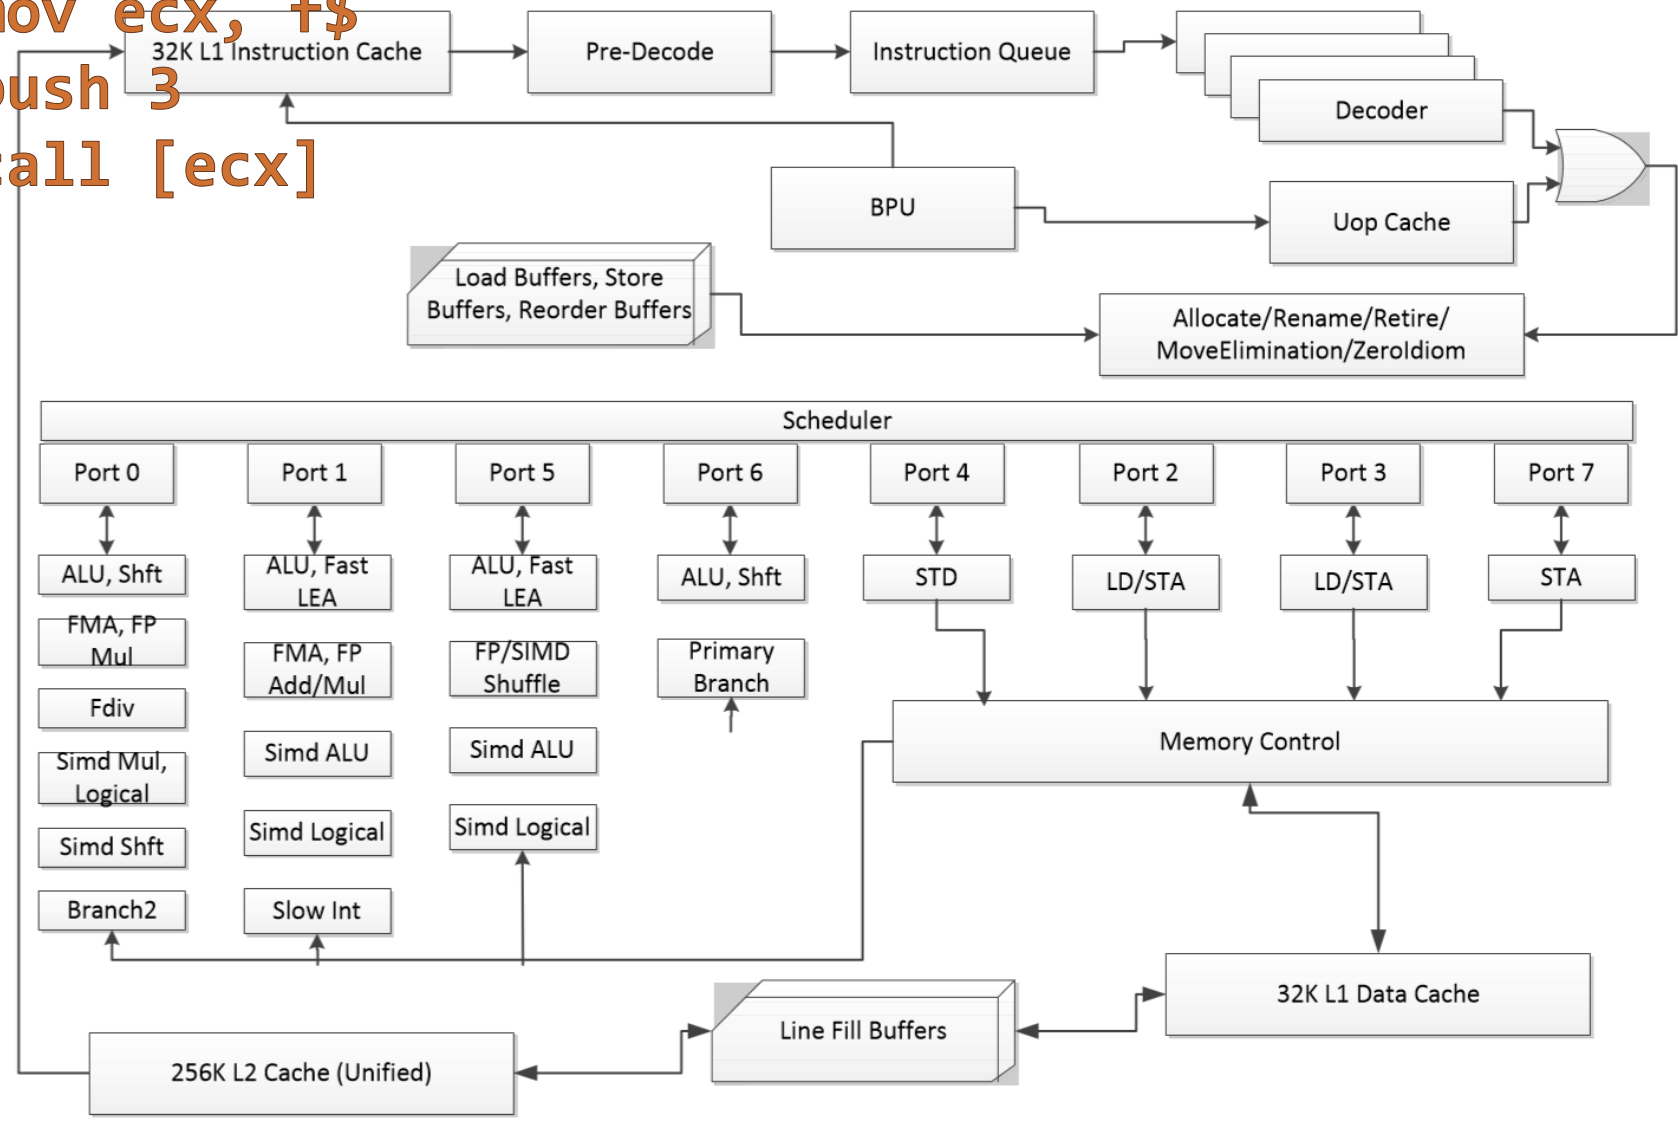 mov ecx, f$
push 3
call [ecx]
32K L1 Instruction Cache
Pre-Decode
Instruction Queue
Decoder
BPU
Uop Cache
Load Buffers, Store
Buffers, Reorder Buffers
Allocate/Rename/Retire/
MoveElimination/ZeroIdiom
Scheduler
Port 0
Port 1
Port 5
Port 6
Port 4
Port 2
Port 3
Port 7
ALU, Shft
ALU, Fast
LEA
ALU, Fast
LEA
ALU, Shft
STD
LD/STA
LD/STA
STA
FMA, FP
Mul
FMA, FP
Add/Mul
FP/SIMD
Shuffle
Primary
Branch
Fdiv
Simd ALU
Simd ALU
Memory Control
Simd Mul,
Logical
Simd Logical
Simd Logical
Simd Shft
Branch2
Slow Int
32K L1 Data Cache
Line Fill Buffers
256K L2 Cache (Unified)